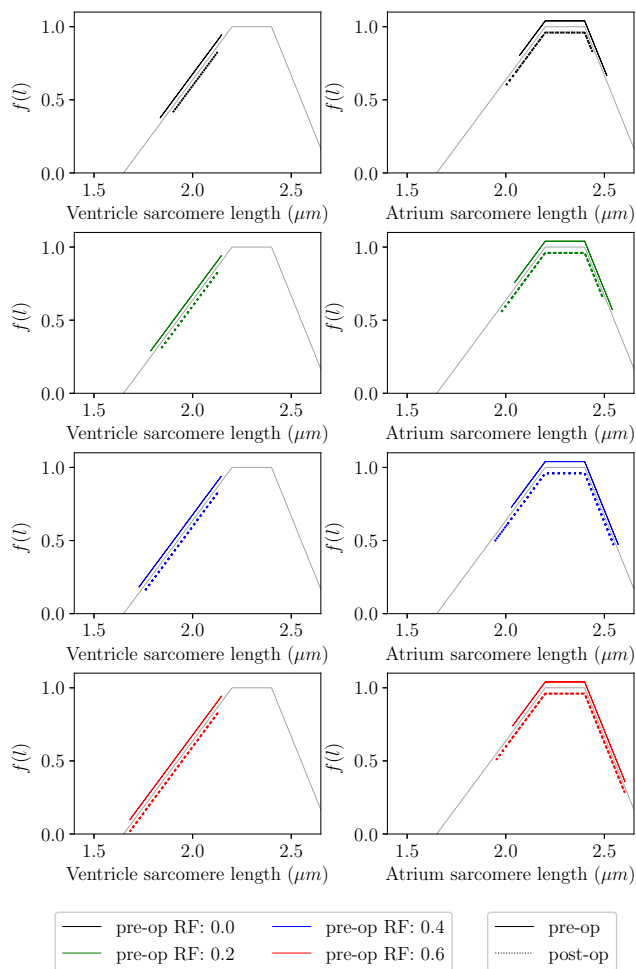 1.0
0.5
0.0
f(l)
1.5 2.0 2.5
Ventricle sarcomere length (μm)
1.0
0.5
0.0
f(l)
1.5 2.0 2.5
Atrium sarcomere length (μm)
1.0
0.5
0.0
f(l)
1.5 2.0 2.5
Ventricle sarcomere length (μm)
1.0
0.5
0.0
f(l)
1.5 2.0 2.5
Atrium sarcomere length (μm)
1.0
0.5
0.0
f(l)
1.5 2.0 2.5
Ventricle sarcomere length (μm)
1.0
0.5
0.0
f(l)
1.5 2.0 2.5
Atrium sarcomere length (μm)
1.0
0.5
0.0
f(l)
1.5 2.0 2.5
Ventricle sarcomere length (μm)
1.0
0.5
0.0
f(l)
1.5 2.0 2.5
Atrium sarcomere length (μm)
pre-op RF: 0.0
pre-op RF: 0.2
pre-op RF: 0.4
pre-op RF: 0.6
pre-op
post-op